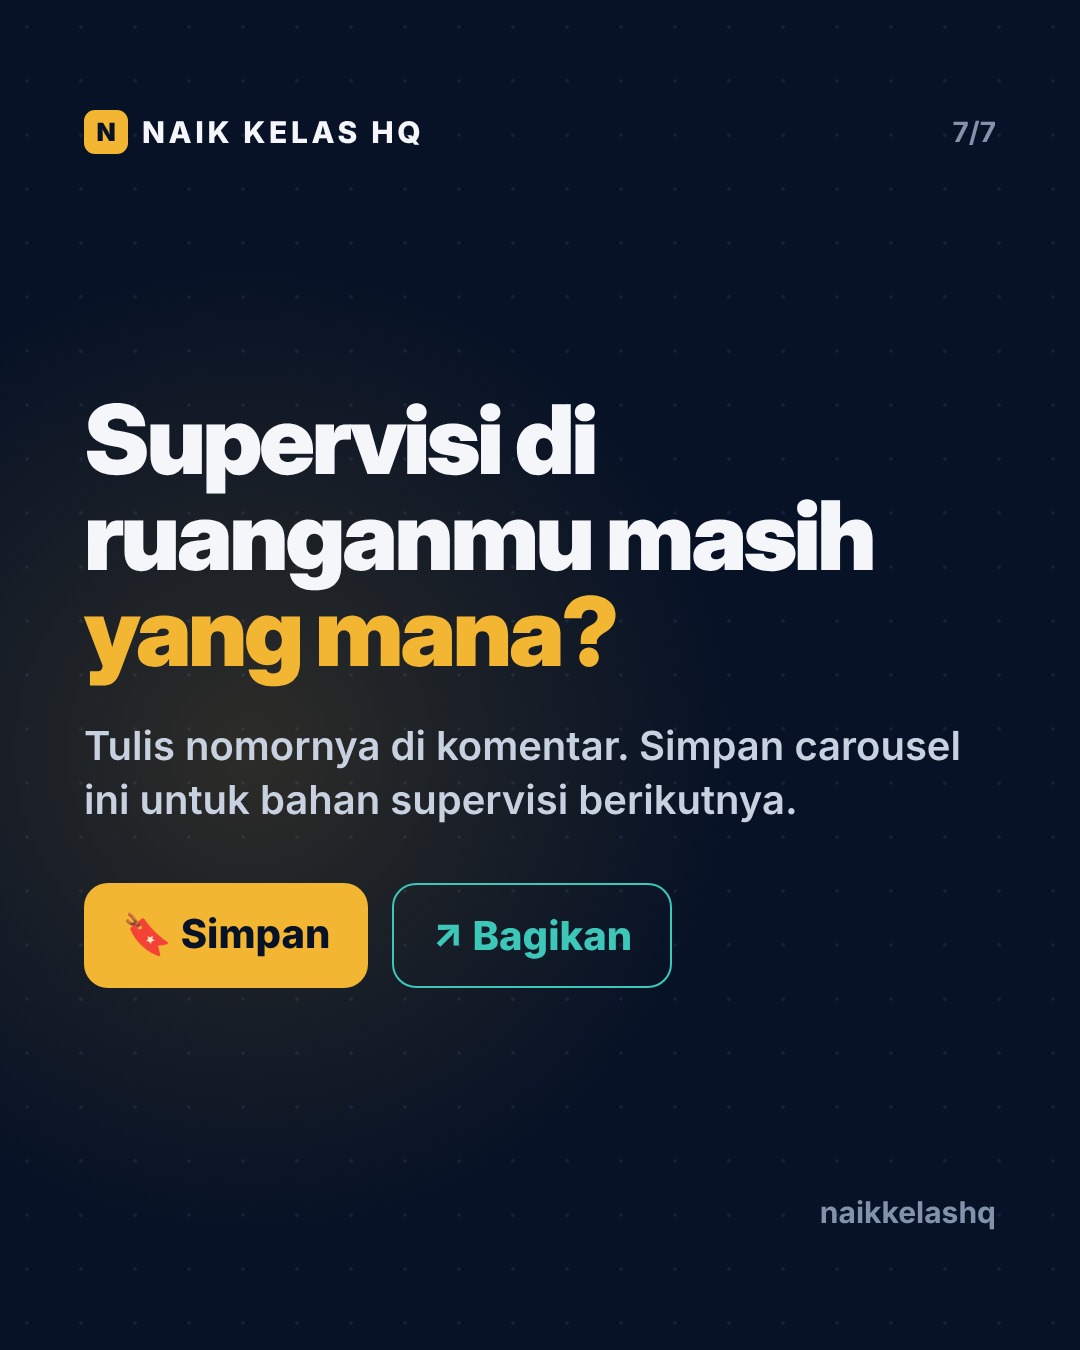 N NAIK KELAS HQ
7/7
Supervisi di
ruanganmu masih
yang mana?
Tulis nomornya di komentar. Simpan carousel
ini untuk bahan supervisi berikutnya.
🔖 Simpan
↗ Bagikan
naikkelashq